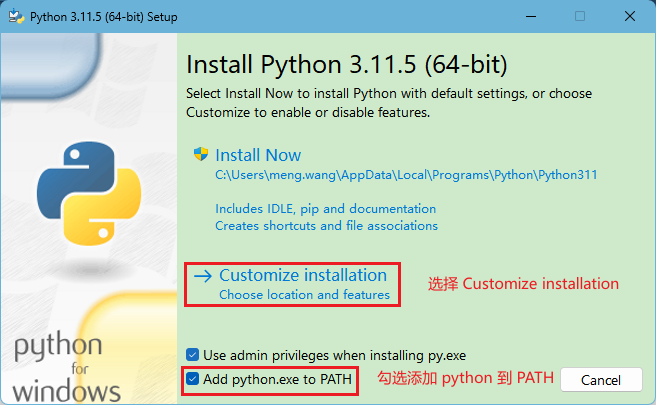 Python 3.11.5 (64-bit) Setup
Install Python 3.11.5 (64-bit)
Select Install Now to install Python with default settings, or choose
Customize to enable or disable features.
Install Now
C:\Users\meng.wang\AppData\Local\Programs\Python\Python311
Includes IDLE, pip and documentation
Creates shortcuts and file associations
Customize installation
Choose location and features
选择 Customize installation
python
for
windows
Use admin privileges when installing py.exe
Add python.exe to PATH
勾选添加 python 到 PATH
Cancel